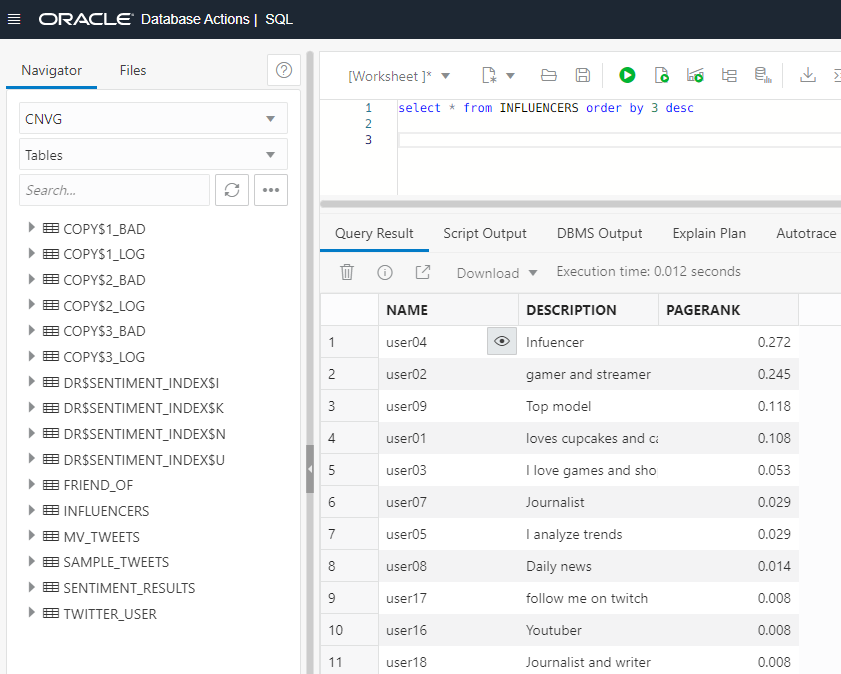 ORACLE® Database Actions | SQL
Navigator
Files
CNVG
Tables
Search...
COPY$1_BAD
COPY$1_LOG
COPY$2_BAD
COPY$2_LOG
COPY$3_BAD
COPY$3_LOG
DR$SENTIMENT_INDEX$I
DR$SENTIMENT_INDEX$K
DR$SENTIMENT_INDEX$N
DR$SENTIMENT_INDEX$U
FRIEND_OF
INFLUENCERS
MV_TWEETS
SAMPLE_TWEETS
SENTIMENT_RESULTS
TWITTER_USER
[Worksheet ]*
1 select * from INFLUENCERS order by 3 desc
2
3
Query Result Script Output DBMS Output Explain Plan Autotrace
Download Execution time: 0.012 seconds
NAME DESCRIPTION PAGERANK
1 user04 Infuencer 0.272
2 user02 gamer and streamer 0.245
3 user09 Top model 0.118
4 user01 loves cupcakes and ca 0.108
5 user03 I love games and sho 0.053
6 user07 Journalist 0.029
7 user05 I analyze trends 0.029
8 user08 Daily news 0.014
9 user17 follow me on twitch 0.008
10 user16 Youtuber 0.008
11 user18 Journalist and writer 0.008